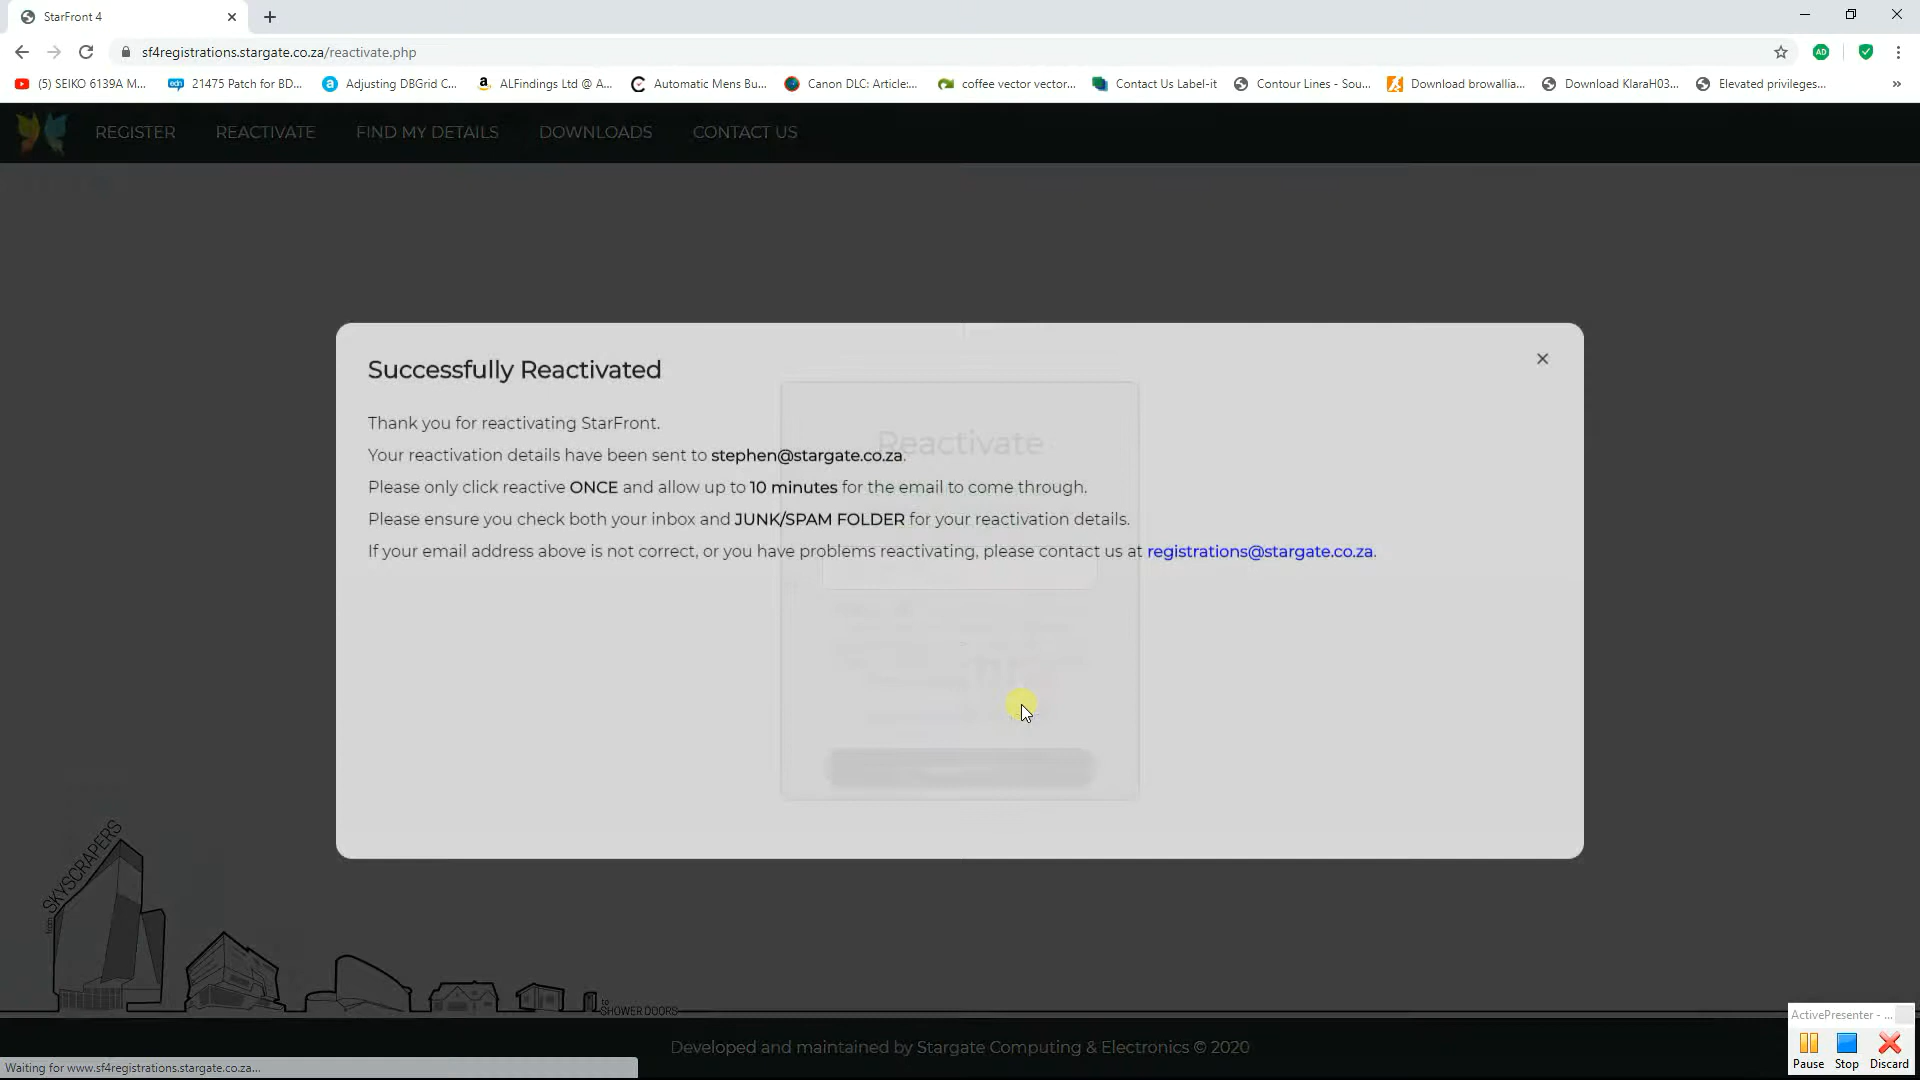 StarFront 4
sf4registrations.stargate.co.za/reactivate.php
(5) SEIKO 6139A M...
21475 Patch for BD...
Adjusting DBGrid C...
ALFindings Ltd @ A...
Automatic Mens Bu...
Canon DLC: Article:...
coffee vector vector...
Contact Us Label-it
Contour Lines - Sou...
Download browallia...
Download KlaraH03...
Elevated privileges...
REGISTER
REACTIVATE
FIND MY DETAILS
DOWNLOADS
CONTACT US
Successfully Reactivated
Thank you for reactivating StarFront.
Reactivate
Your reactivation details have been sent to stephen@stargate.co.za.
Please only click reactive ONCE and allow up to 10 minutes for the email to come through.
Please ensure you check both your inbox and JUNK/SPAM FOLDER for your reactivation details.
If your email address above is not correct, or you have problems reactivating, please contact us at registrations@stargate.co.za.
from SKYSCRAPERS
to SHOWER DOORS
Developed and maintained by Stargate Computing & Electronics © 2020
Waiting for www.sf4registrations.stargate.co.za...
ActivePresenter - ...
Pause
Stop
Discard